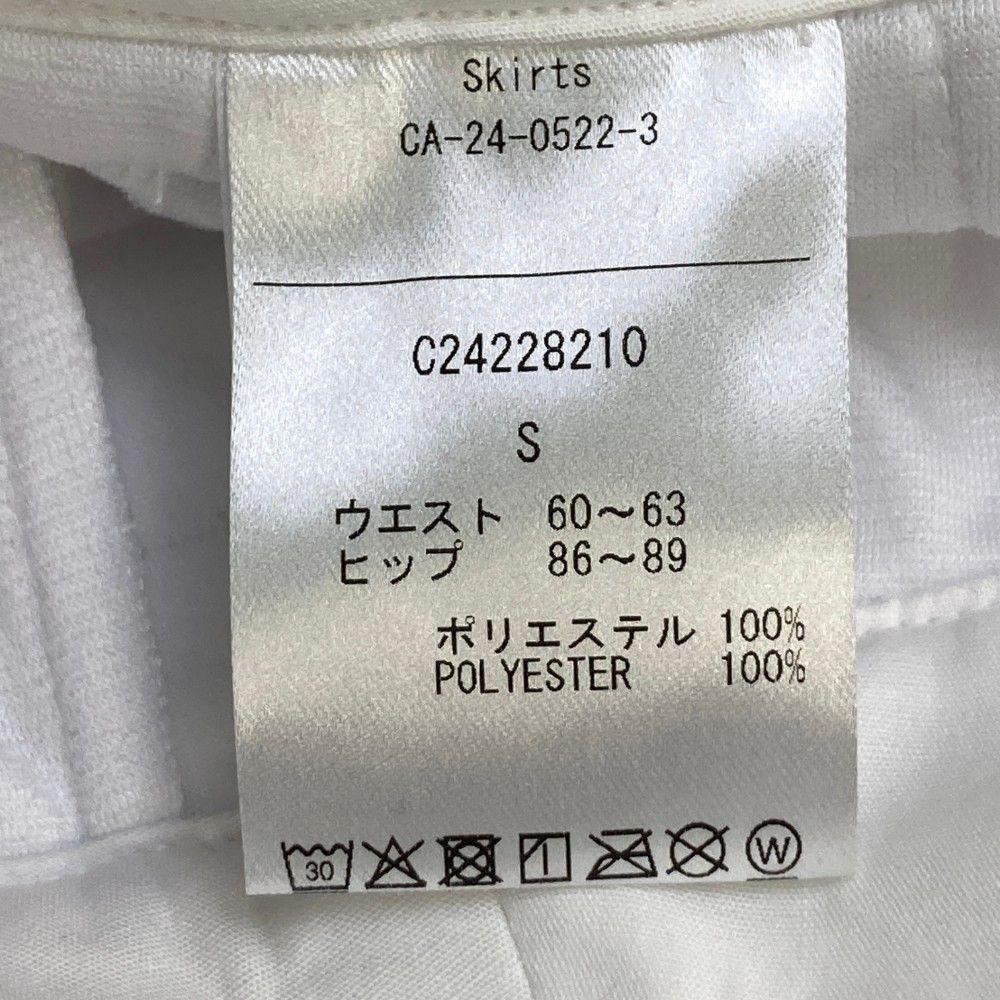 Skirts
CA-24-0522-3
C24228210
S
ウエスト 60～63
ヒップ 86～89
ポリエステル 100%
POLYESTER 100%
30
W